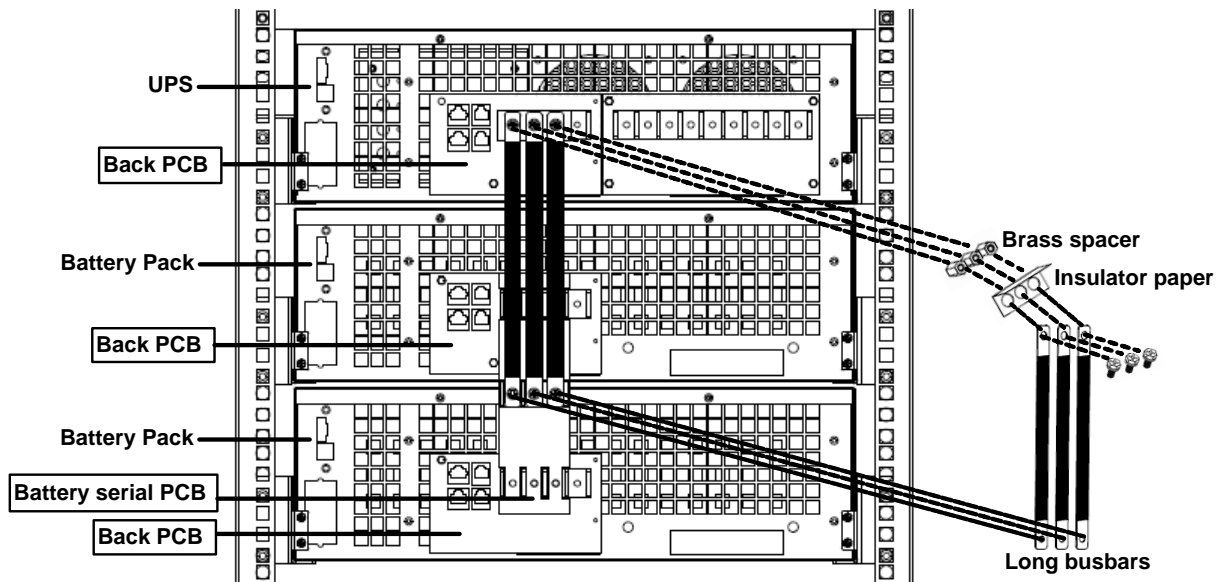 UPS
Back PCB
Brass spacer
Battery Pack
Insulator paper
Back PCB
Battery Pack
Battery serial PCB
Back PCB
Long busbars